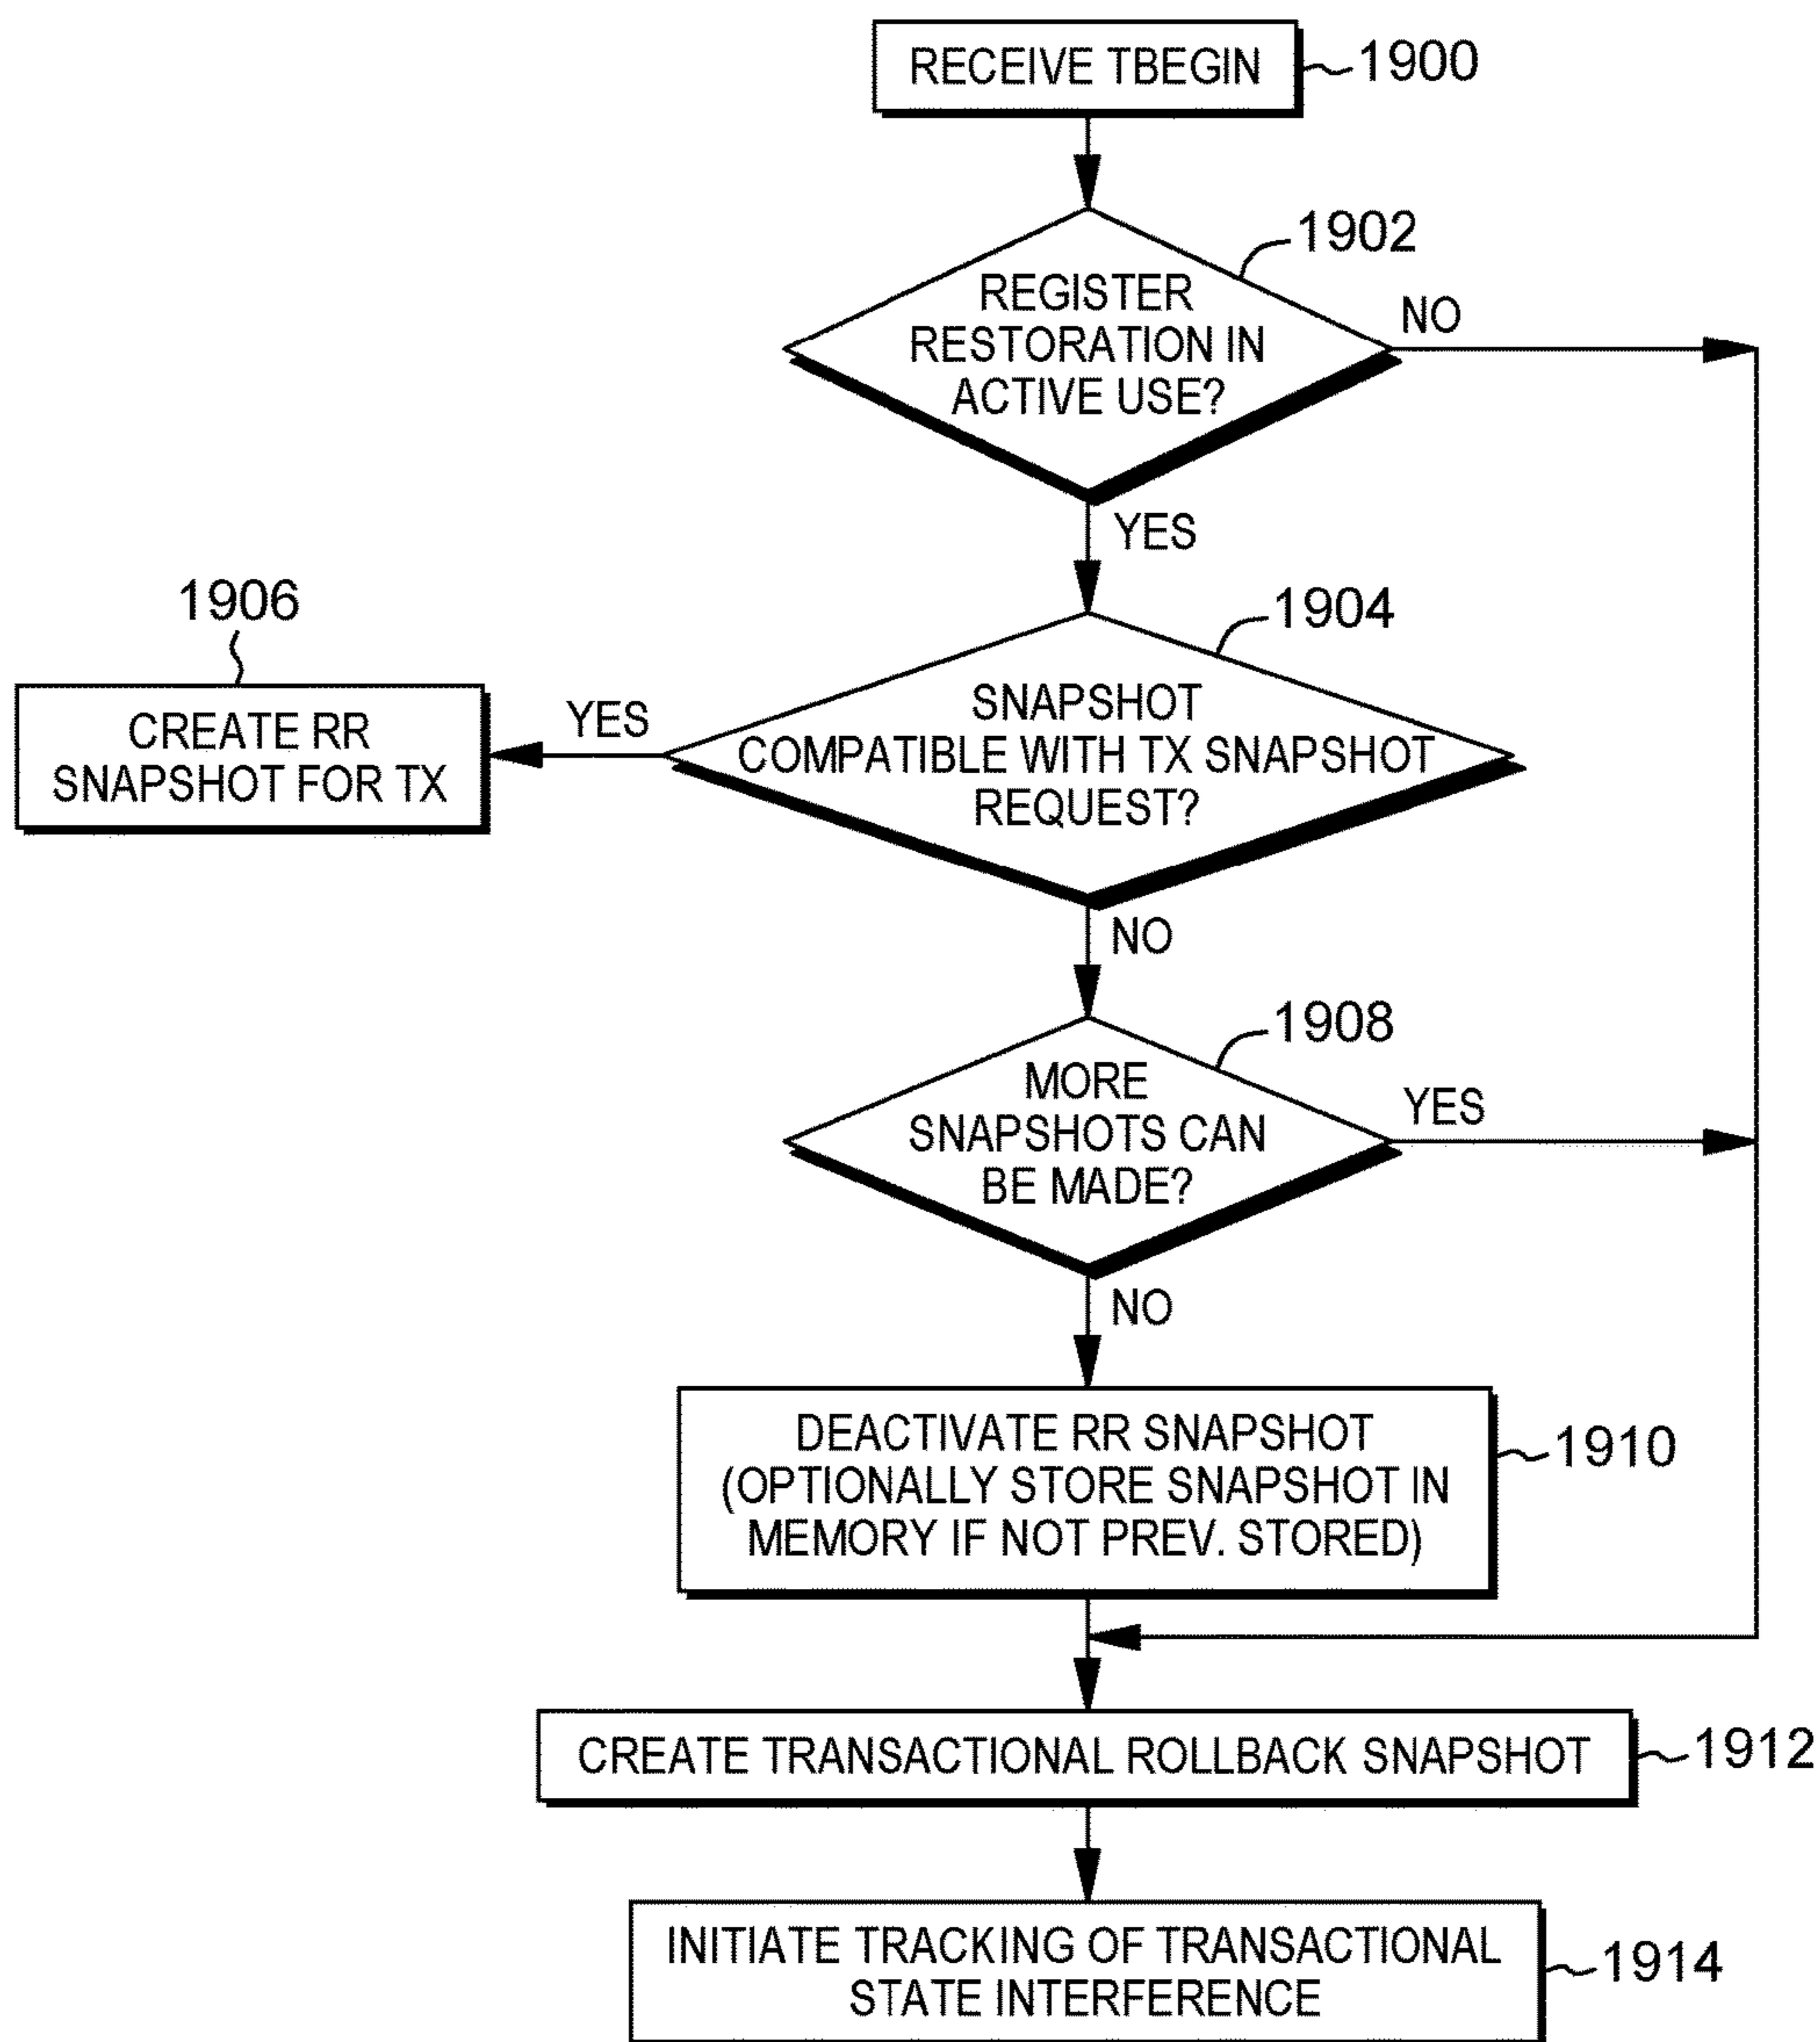 RECEIVE TBEGIN
1900
1902
REGISTER
RESTORATION IN
ACTIVE USE?
NO
YES
1904
1906
SNAPSHOT
COMPATIBLE WITH TX SNAPSHOT
REQUEST?
YES
CREATE RR
SNAPSHOT FOR TX
NO
1908
MORE
SNAPSHOTS CAN
BE MADE?
YES
NO
DEACTIVATE RR SNAPSHOT
(OPTIONALLY STORE SNAPSHOT IN
MEMORY IF NOT PREV. STORED)
1910
CREATE TRANSACTIONAL ROLLBACK SNAPSHOT
1912
INITIATE TRACKING OF TRANSACTIONAL
STATE INTERFERENCE
1914